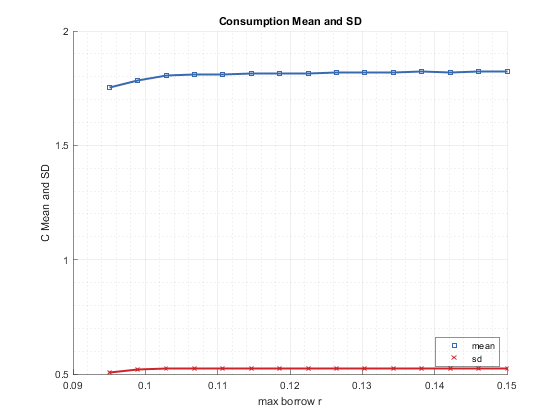 Consumption Mean and SD
2
1.5
1
0.5
C Mean and SD
0.09 0.1 0.11 0.12 0.13 0.14 0.15
max borrow r
mean
sd